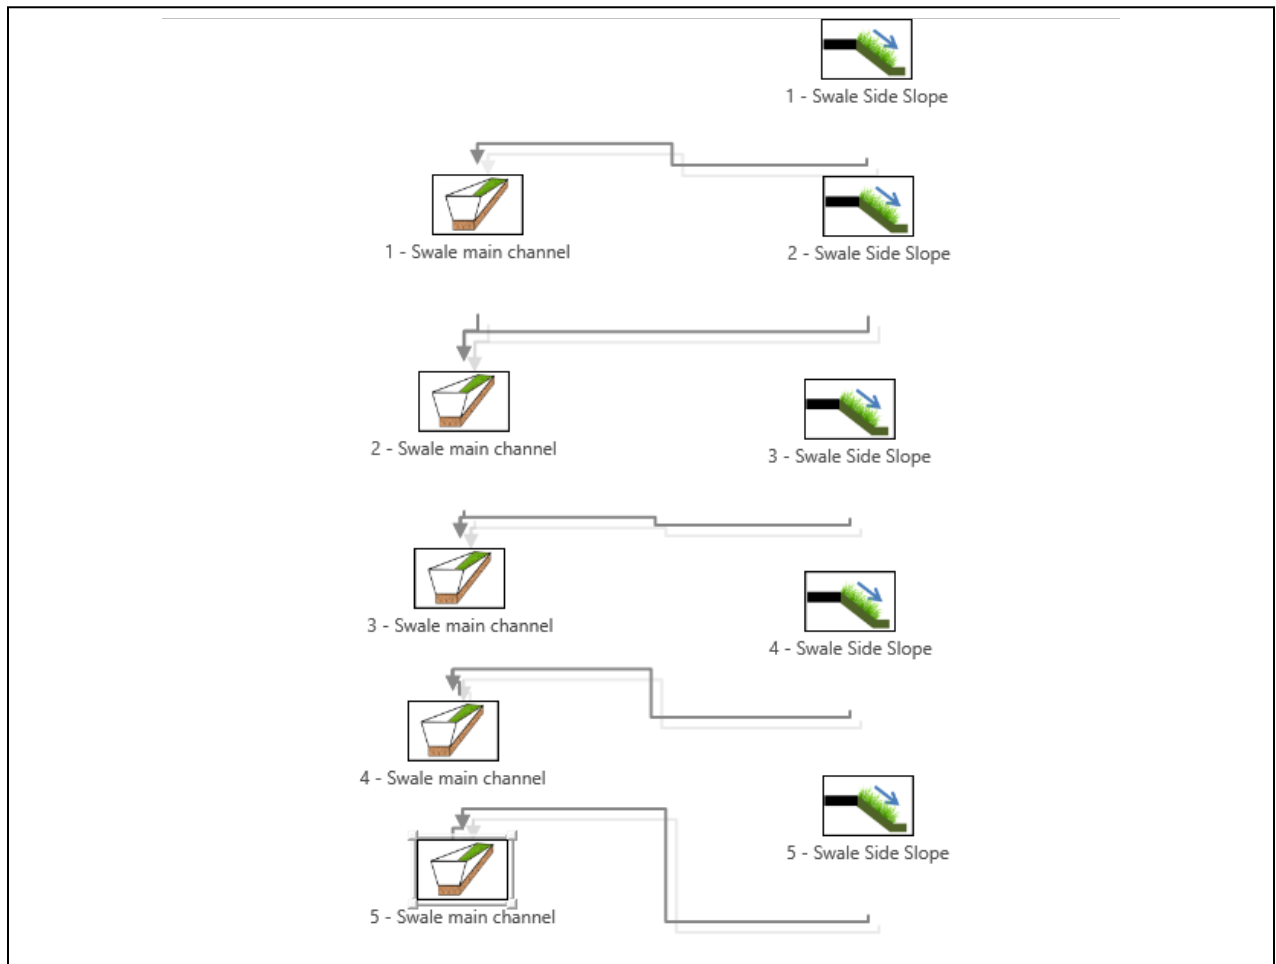 1 - Swale Side Slope
1 - Swale main channel
2 - Swale Side Slope
2 - Swale main channel
3 - Swale Side Slope
3 - Swale main channel
4 - Swale Side Slope
4 - Swale main channel
5 - Swale Side Slope
5 - Swale main channel